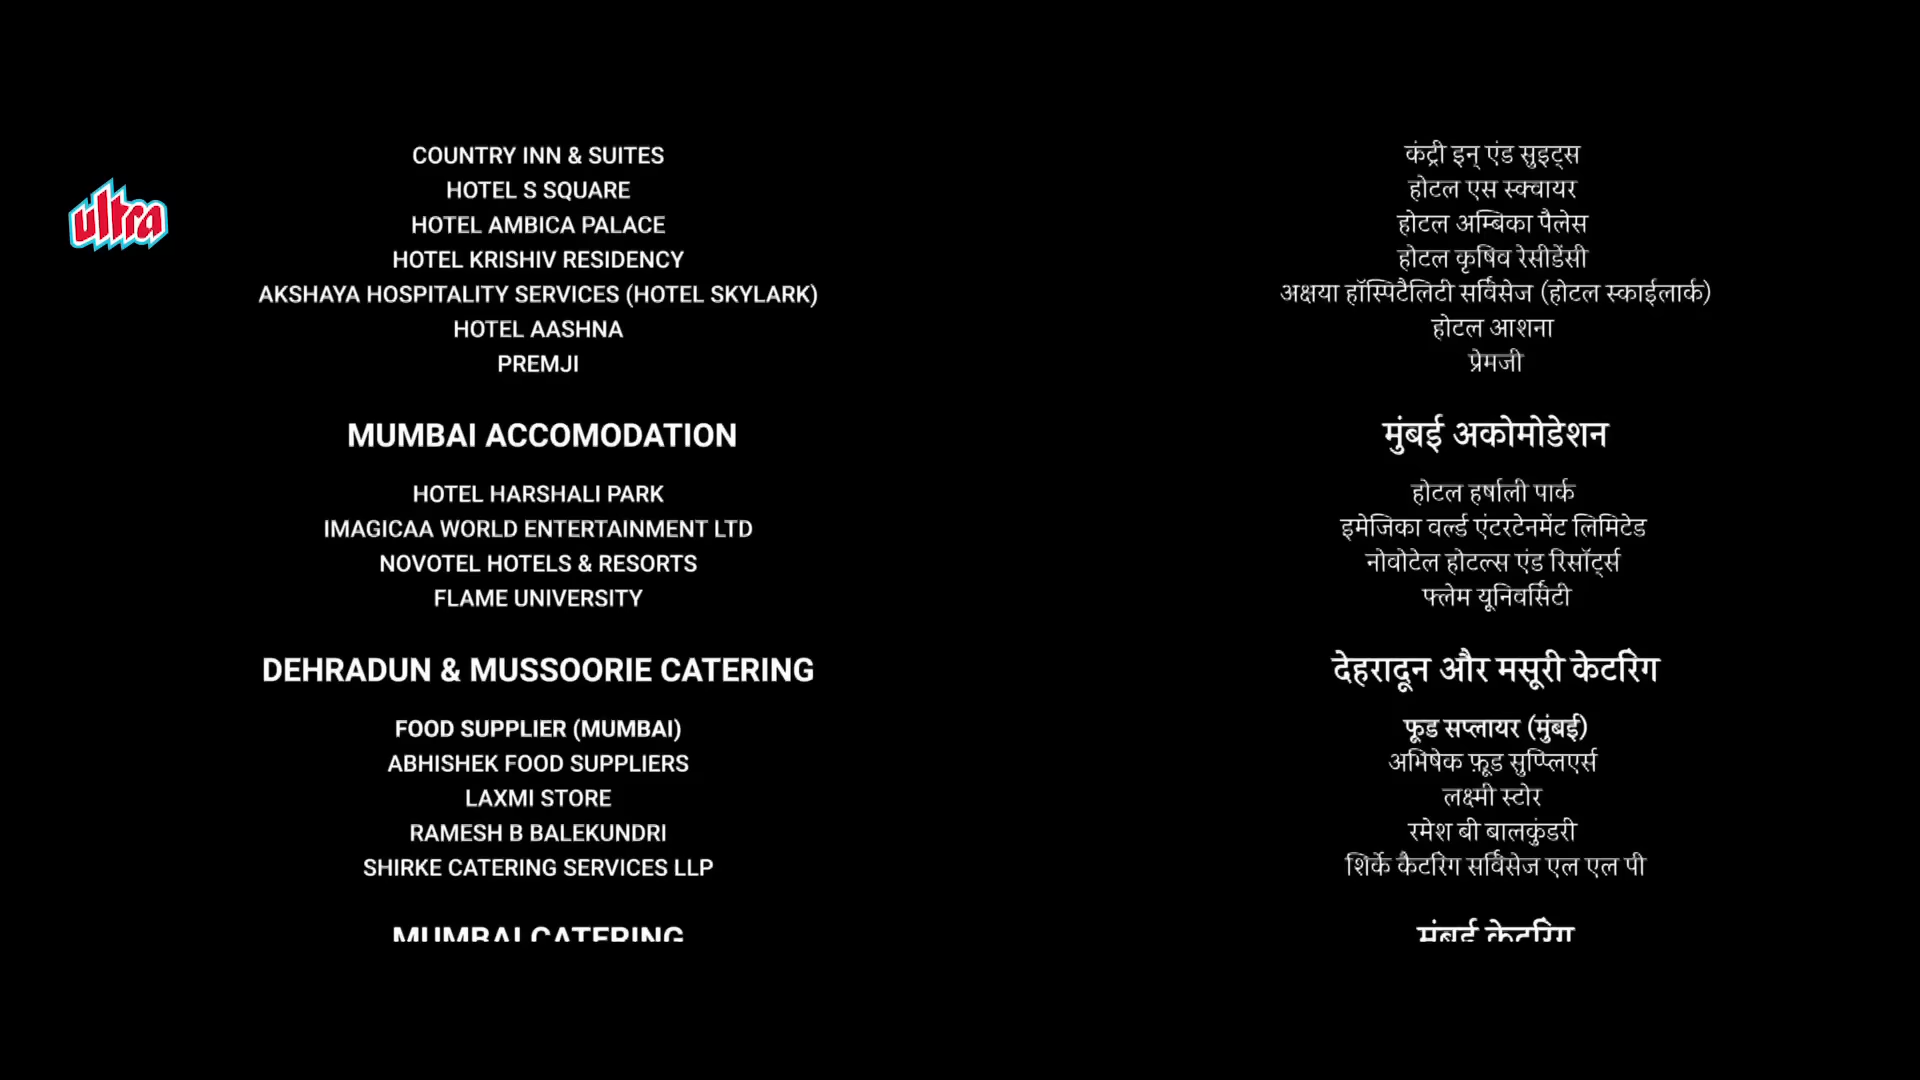 ultra
COUNTRY INN & SUITES
HOTEL S SQUARE
HOTEL AMBICA PALACE
HOTEL KRISHIV RESIDENCY
AKSHAYA HOSPITALITY SERVICES (HOTEL SKYLARK)
HOTEL AASHNA
PREMJI
MUMBAI ACCOMODATION
HOTEL HARSHALI PARK
IMAGICAA WORLD ENTERTAINMENT LTD
NOVOTEL HOTELS & RESORTS
FLAME UNIVERSITY
DEHRADUN & MUSSOORIE CATERING
FOOD SUPPLIER (MUMBAI)
ABHISHEK FOOD SUPPLIERS
LAXMI STORE
RAMESH B BALEKUNDRI
SHIRKE CATERING SERVICES LLP
MUMBAI CATERING
कंट्री इन् एंड सुइट्स
होटल एस स्क्वायर
होटल अम्बिका पैलेस
होटल कृषिव रेसीडेंसी
अक्षया हॉस्पिटैलिटी सर्विसेज (होटल स्काईलार्क)
होटल आशना
प्रेमजी
मुंबई अकोमोडेशन
होटल हर्षाली पार्क
इमेजिका वर्ल्ड एंटरटेनमेंट लिमिटेड
नोवोटेल होटल्स एंड रिसॉर्ट्स
फ्लेम यूनिवर्सिटी
देहरादून और मसूरी केटरिंग
फूड सप्लायर (मुंबई)
अभिषेक फ़ूड सुप्प्लिएर्स
लक्ष्मी स्टोर
रमेश बी बालकुंडरी
शिर्के कैटरिंग सर्विसेज एल एल पी
मुंबई केटरिंग